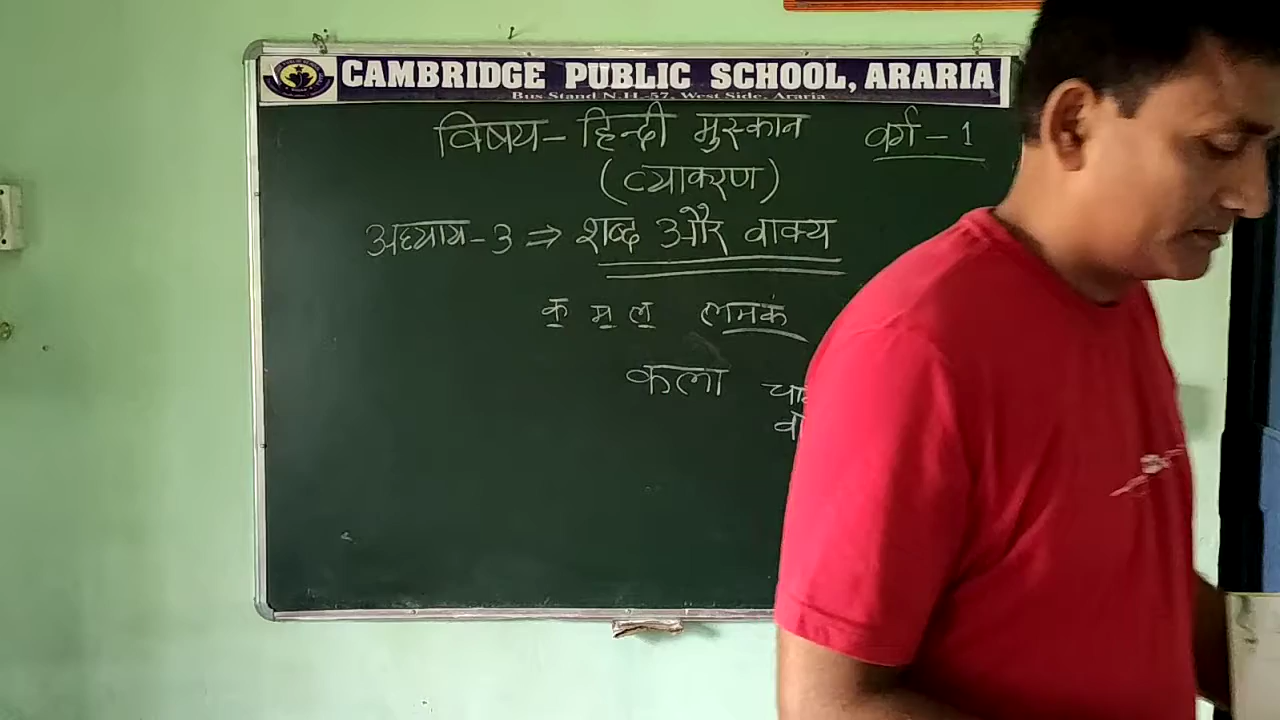 CAMBRIDGE PUBLIC SCHOOL, ARARIA
Bus Stand N.H-57, West Side, Araria
विषय - हिन्दी मुस्कान वर्ग - 1
(व्याकरण)
अध्याय - 3 ⇒ शब्द और वाक्य
क म ल लमक
कला